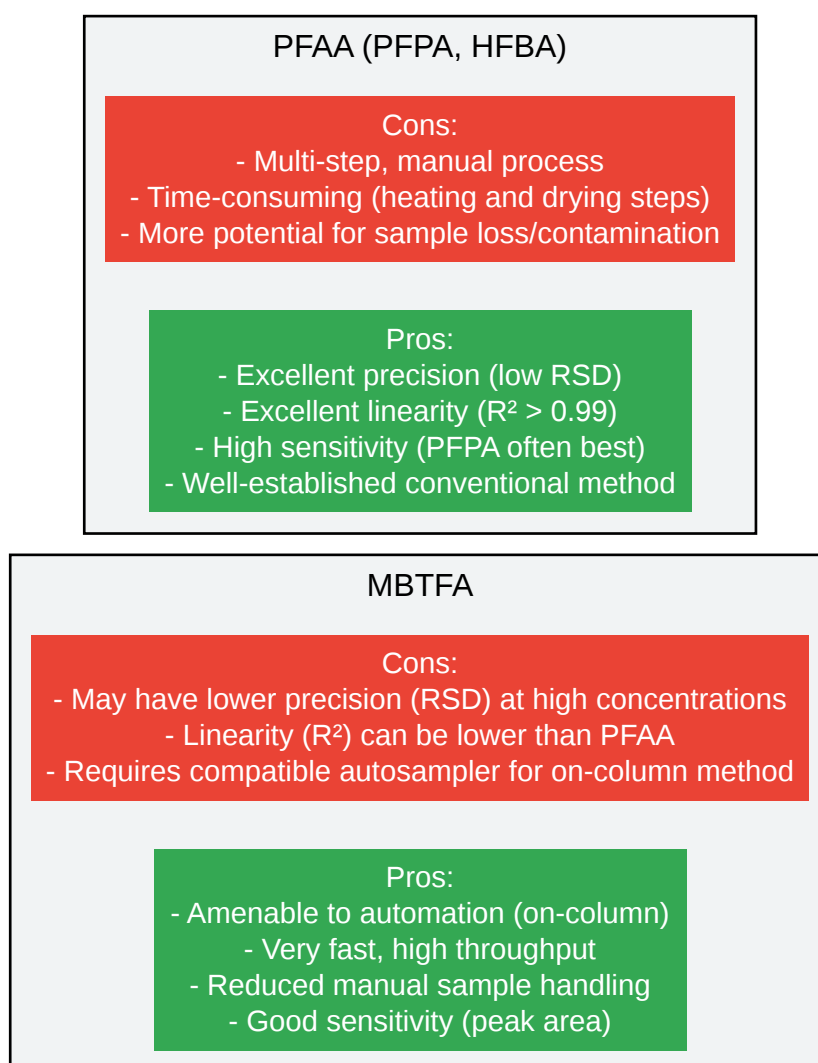 PFAA (PFPA, HFBA)
Cons:
- Multi-step, manual process
- Time-consuming (heating and drying steps)
- More potential for sample loss/contamination
Pros:
- Excellent precision (low RSD)
- Excellent linearity (R² > 0.99)
- High sensitivity (PFPA often best)
- Well-established conventional method
MBTFA
Cons:
- May have lower precision (RSD) at high concentrations
- Linearity (R²) can be lower than PFAA
- Requires compatible autosampler for on-column method
Pros:
- Amenable to automation (on-column)
- Very fast, high throughput
- Reduced manual sample handling
- Good sensitivity (peak area)